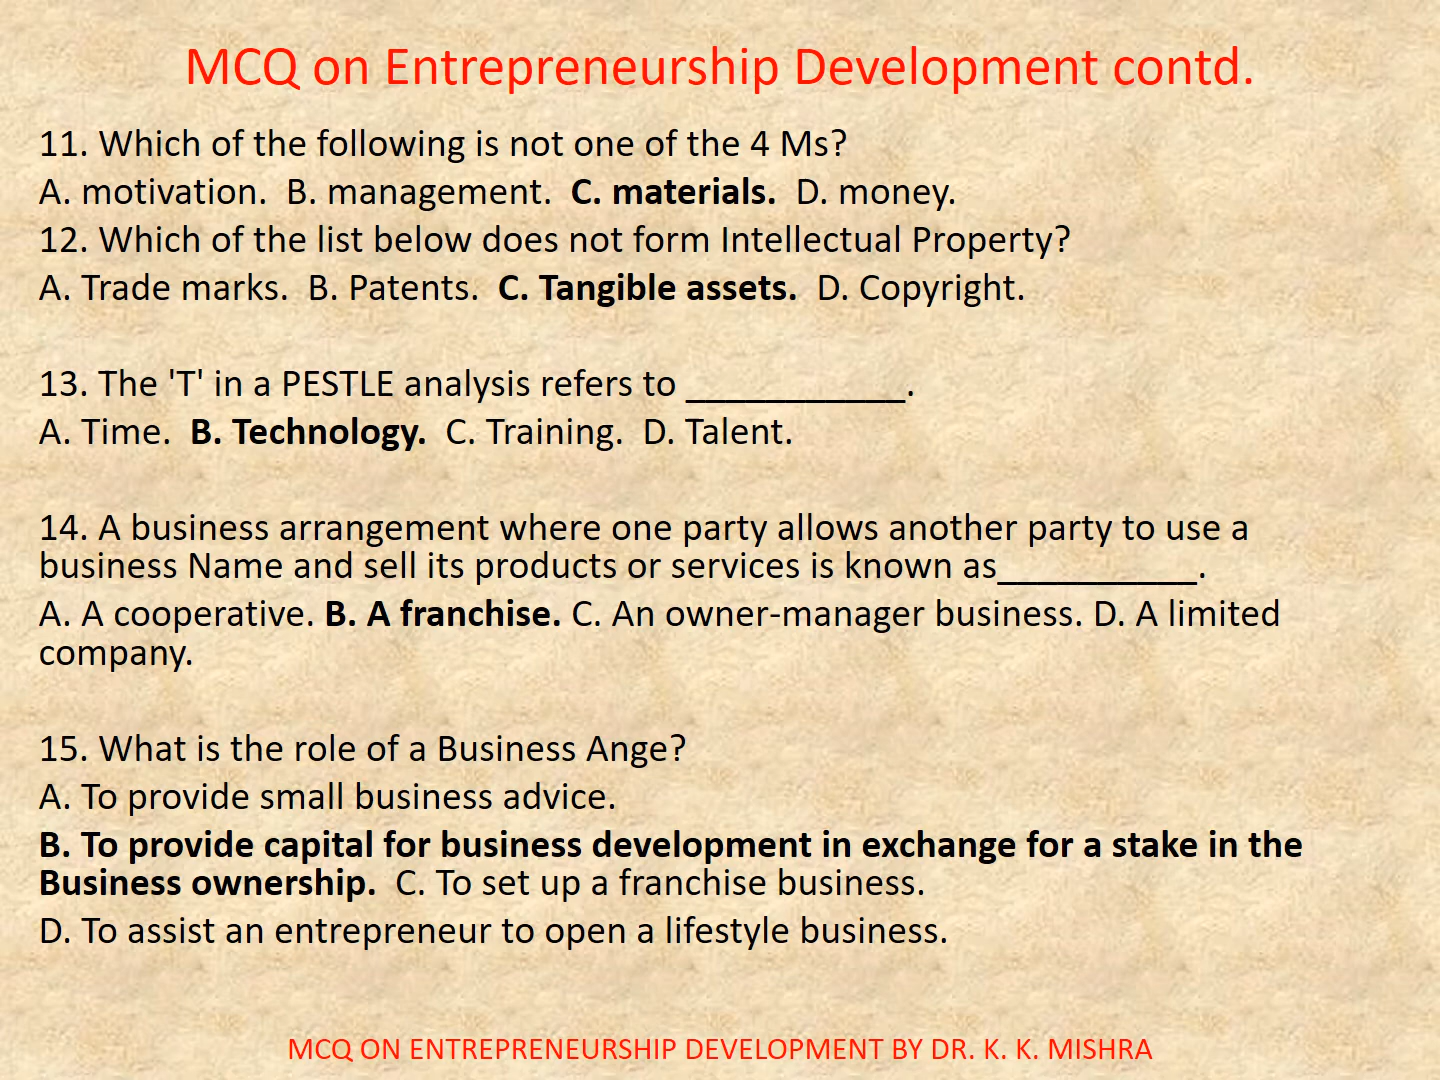 MCQ on Entrepreneurship Development contd.
11. Which of the following is not one of the 4 Ms?
A. motivation.  B. management.  C. materials.  D. money.
12. Which of the list below does not form Intellectual Property?
A. Trade marks.  B. Patents.  C. Tangible assets.  D. Copyright.
13. The 'T' in a PESTLE analysis refers to ___________.
A. Time.  B. Technology.  C. Training.  D. Talent.
14. A business arrangement where one party allows another party to use a
business Name and sell its products or services is known as__________.
A. A cooperative. B. A franchise. C. An owner-manager business. D. A limited
company.
15. What is the role of a Business Ange?
A. To provide small business advice.
B. To provide capital for business development in exchange for a stake in the
Business ownership.  C. To set up a franchise business.
D. To assist an entrepreneur to open a lifestyle business.
MCQ ON ENTREPRENEURSHIP DEVELOPMENT BY DR. K. K. MISHRA